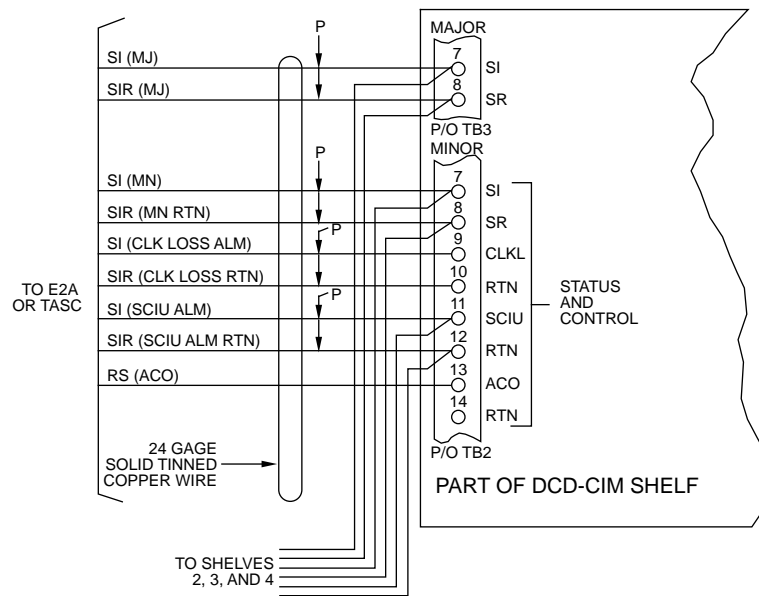 P
MAJOR
7
SI (MJ)
SI
8
SIR (MJ)
SR
P/O TB3
P
MINOR
7
SI (MN)
SI
8
SIR (MN RTN)
SR
P
9
SI (CLK LOSS ALM)
CLKL
10
SIR (CLK LOSS RTN)
RTN
TO E2A
OR TASC
P
11
SI (SCIU ALM)
SCIU
12
SIR (SCIU ALM RTN)
RTN
13
RS (ACO)
ACO
14
RTN
STATUS
AND
CONTROL
P/O TB2
24 GAGE
SOLID TINNED
COPPER WIRE
PART OF DCD-CIM SHELF
TO SHELVES
2, 3, AND 4